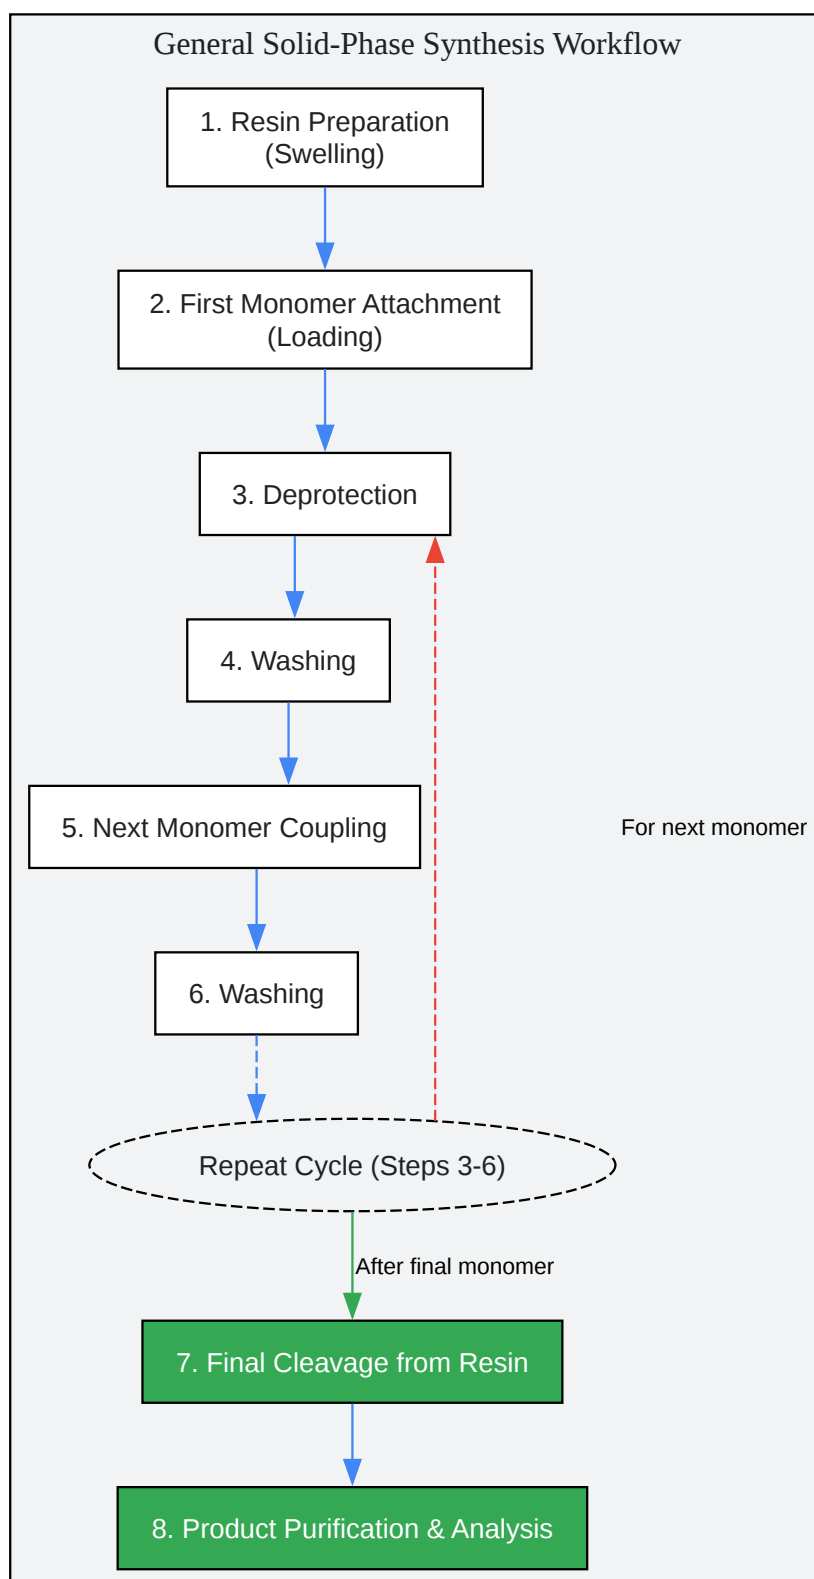 General Solid-Phase Synthesis Workflow
1. Resin Preparation
(Swelling)
2. First Monomer Attachment
(Loading)
3. Deprotection
4. Washing
5. Next Monomer Coupling
For next monomer
6. Washing
Repeat Cycle (Steps 3-6)
After final monomer
7. Final Cleavage from Resin
8. Product Purification & Analysis